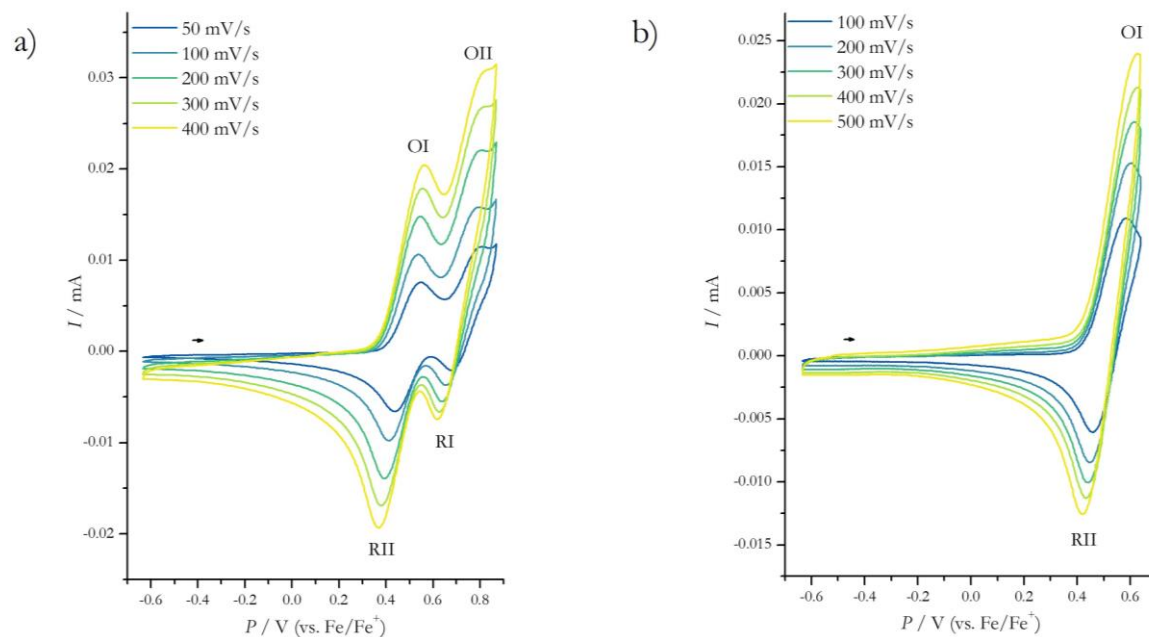 a)
50 mV/s
100 mV/s
200 mV/s
300 mV/s
400 mV/s
OI
OII
RI
RII
0.03
0.02
0.01
0.00
-0.01
-0.02
I / mA
-0.6 -0.4 -0.2 0.0 0.2 0.4 0.6 0.8
P / V (vs. Fe/Fe⁺)
b)
100 mV/s
200 mV/s
300 mV/s
400 mV/s
500 mV/s
OI
RII
0.025
0.020
0.015
0.010
0.005
0.000
-0.005
-0.010
-0.015
I / mA
-0.6 -0.4 -0.2 0.0 0.2 0.4 0.6
P / V (vs. Fe/Fe⁺)